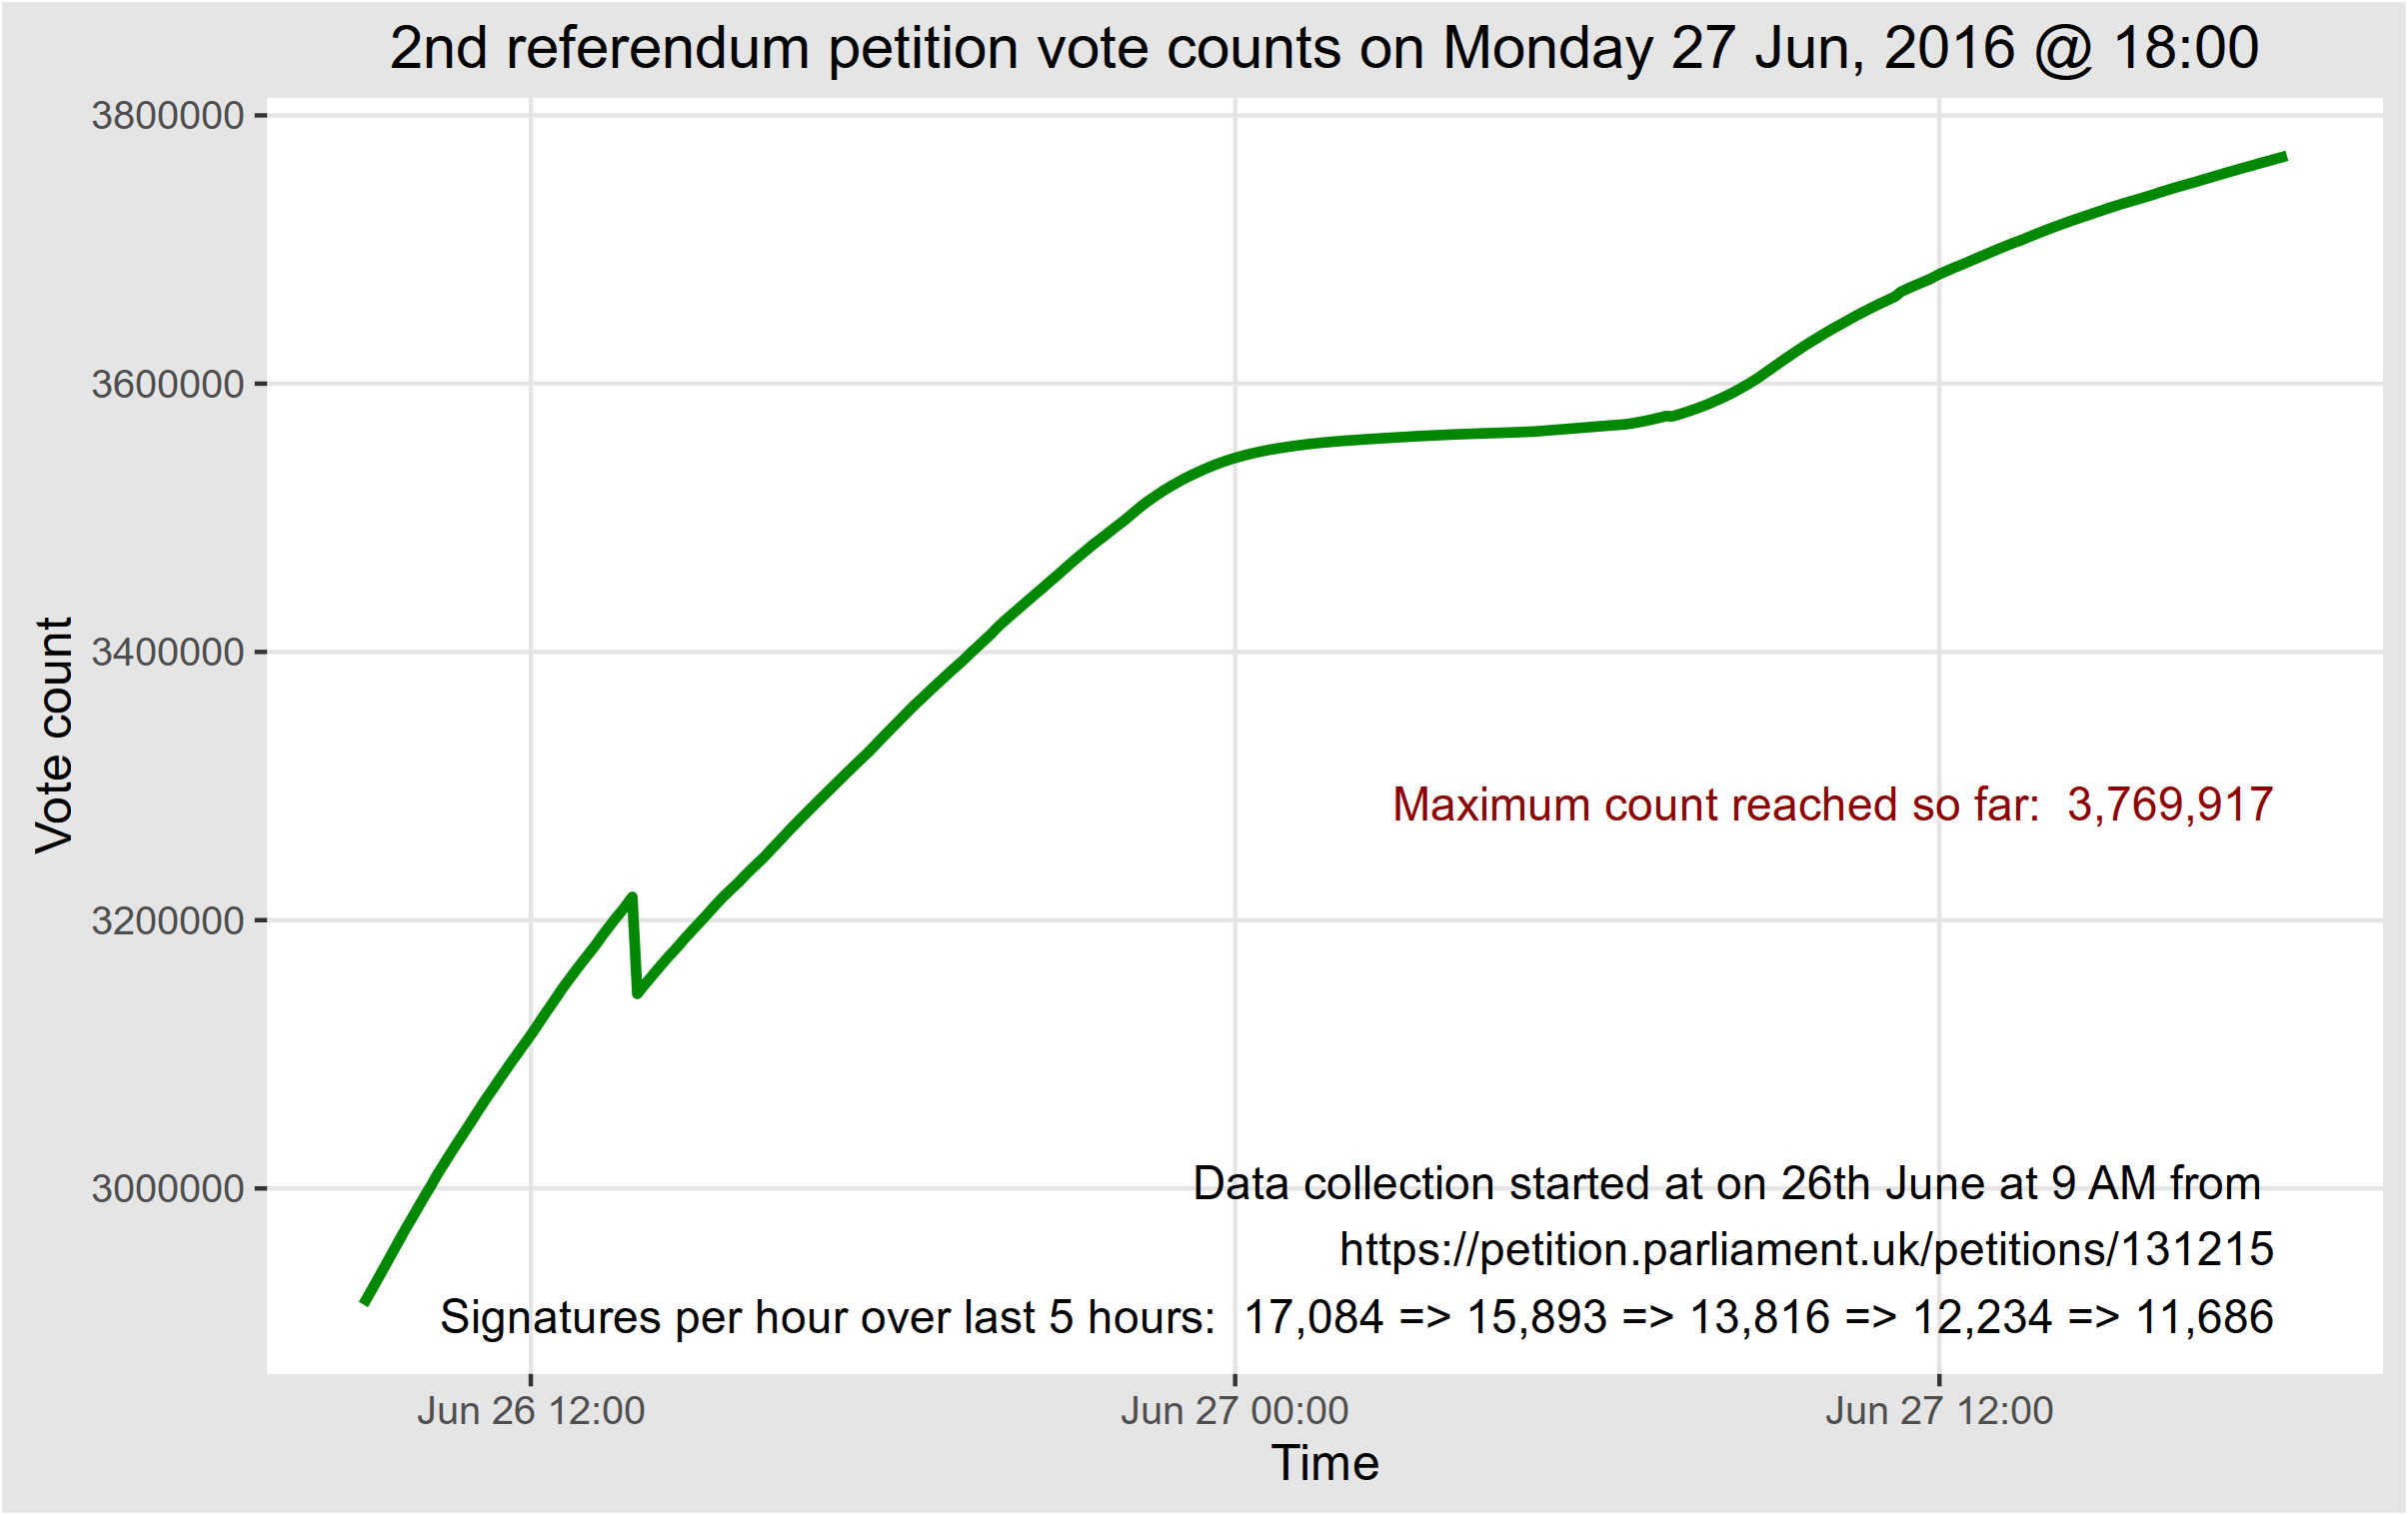 2nd referendum petition vote counts on Monday 27 Jun, 2016 @ 18:00
3800000
3600000
3400000
3200000
3000000
Vote count
Maximum count reached so far:  3,769,917
Data collection started at on 26th June at 9 AM from
https://petition.parliament.uk/petitions/131215
Signatures per hour over last 5 hours:  17,084 => 15,893 => 13,816 => 12,234 => 11,686
Jun 26 12:00
Jun 27 00:00
Jun 27 12:00
Time